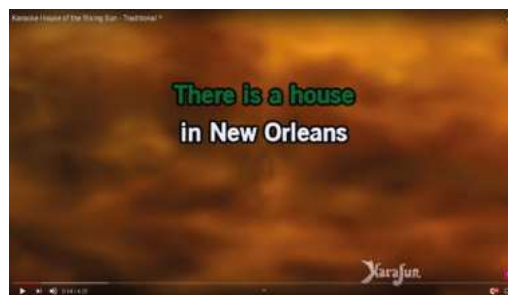 Karaoke House of the Rising Sun - Traditional *
There is a house
in New Orleans
KaraFun